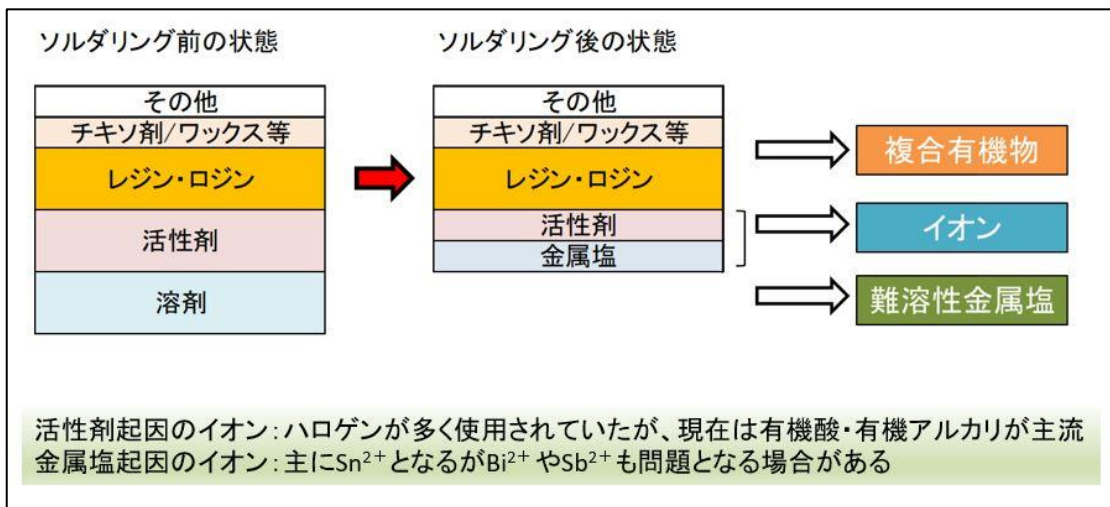 ソルダリング前の状態
ソルダリング後の状態
その他
チキソ剤/ワックス等
レジン・ロジン
活性剤
溶剤
その他
チキソ剤/ワックス等
レジン・ロジン
活性剤
金属塩
複合有機物
イオン
難溶性金属塩
活性剤起因のイオン：ハロゲンが多く使用されていたが、現在は有機酸・有機アルカリが主流
金属塩起因のイオン：主にSn²⁺となるがBi²⁺やSb²⁺も問題となる場合がある